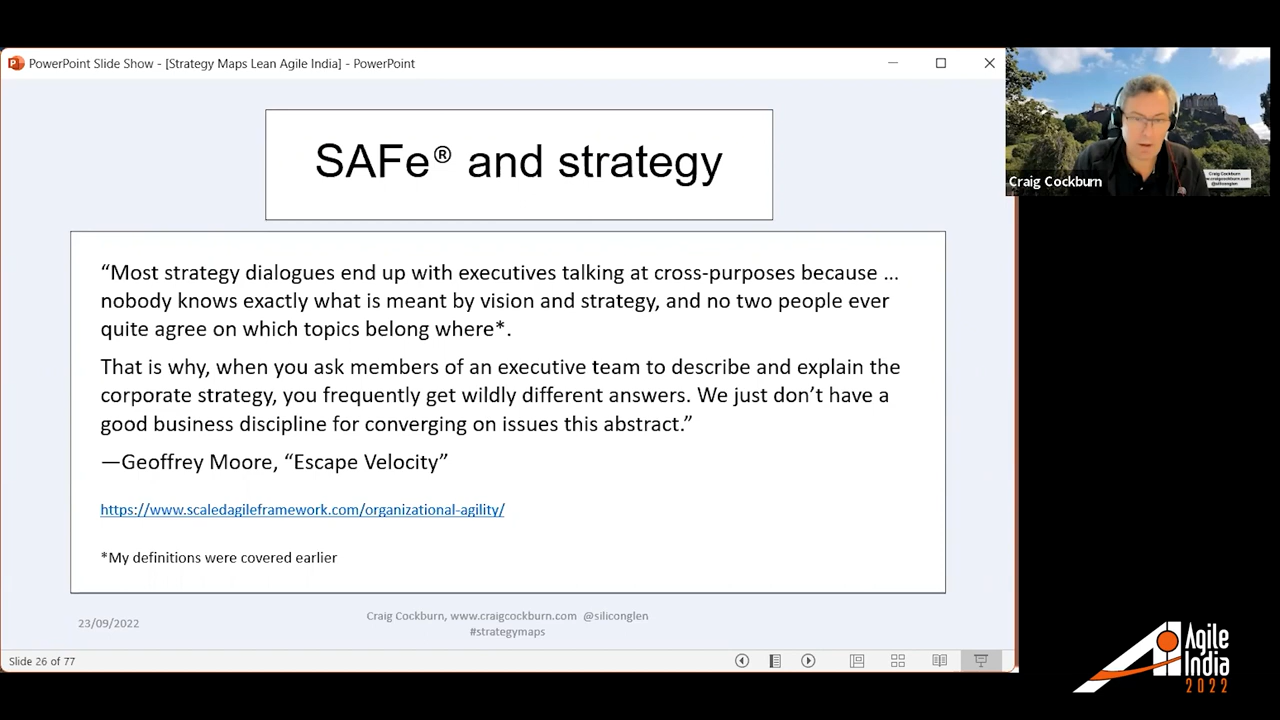 PowerPoint Slide Show - [Strategy Maps Lean Agile India] - PowerPoint
SAFe® and strategy
“Most strategy dialogues end up with executives talking at cross-purposes because ...
nobody knows exactly what is meant by vision and strategy, and no two people ever
quite agree on which topics belong where*.
That is why, when you ask members of an executive team to describe and explain the
corporate strategy, you frequently get wildly different answers. We just don’t have a
good business discipline for converging on issues this abstract.”
—Geoffrey Moore, “Escape Velocity”
https://www.scaledagileframework.com/organizational-agility/
*My definitions were covered earlier
23/09/2022
Craig Cockburn, www.craigcockburn.com @siliconglen
#strategymaps
Slide 26 of 77
Craig Cockburn
Craig Cockburn
www.craigcockburn.com
@siliconglen
Agile
India
2022